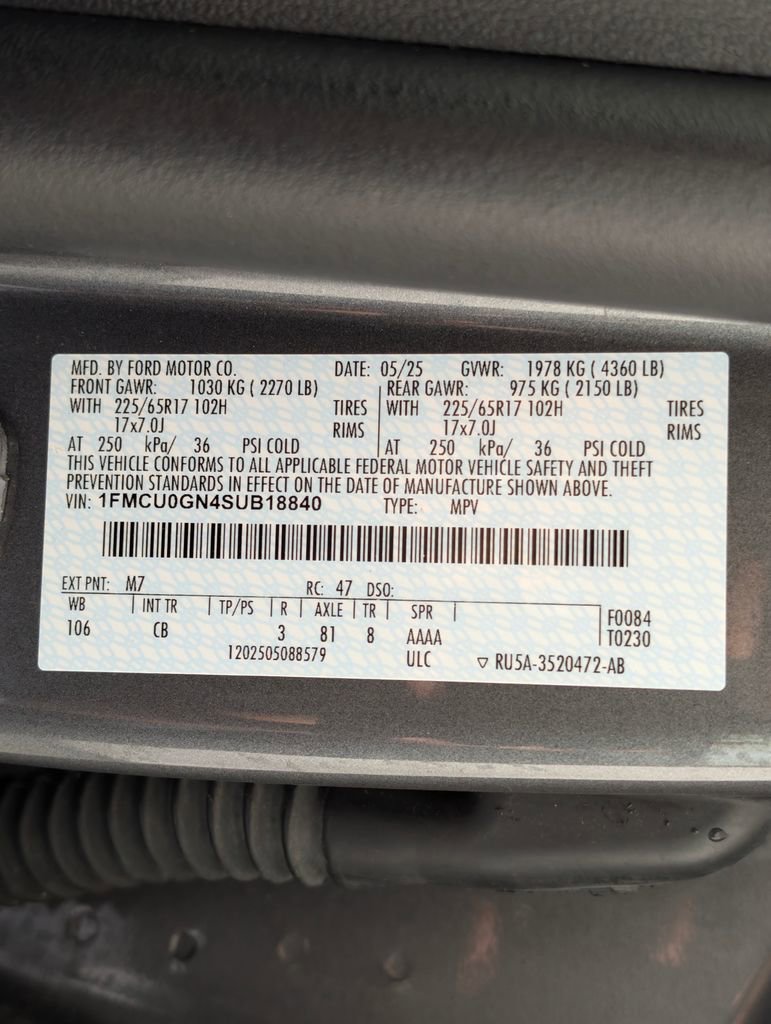 MFD. BY FORD MOTOR CO. DATE: 05/25 GVWR: 1978 KG ( 4360 LB)
FRONT GAWR: 1030 KG ( 2270 LB) REAR GAWR: 975 KG ( 2150 LB)
WITH 225/65R17 102H TIRES WITH 225/65R17 102H TIRES
17x7.0J RIMS 17x7.0J RIMS
AT 250 kPa/ 36 PSI COLD AT 250 kPa/ 36 PSI COLD
THIS VEHICLE CONFORMS TO ALL APPLICABLE FEDERAL MOTOR VEHICLE SAFETY AND THEFT
PREVENTION STANDARDS IN EFFECT ON THE DATE OF MANUFACTURE SHOWN ABOVE.
VIN: 1FMCU0GN4SUB18840 TYPE: MPV
EXT PNT: M7 RC: 47 DSO:
WB INT TR TP/PS R AXLE TR SPR F0084
106 CB 3 81 8 AAAA T0230
1202505088579 ULC ▽ RU5A-3520472-AB